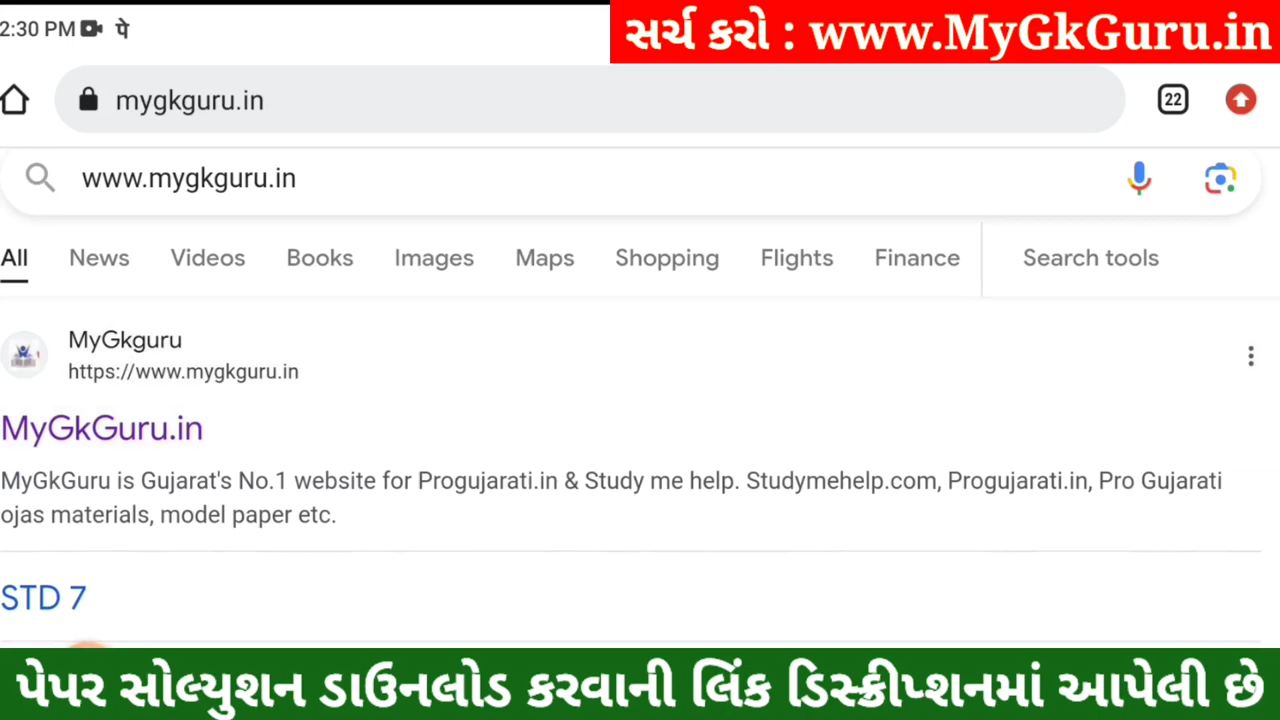 2:30 PM पे
સર્ચ કરો : www.MyGkGuru.in
mygkguru.in
22
www.mygkguru.in
All News Videos Books Images Maps Shopping Flights Finance Search tools
MyGkguru
https://www.mygkguru.in
MyGkGuru.in
MyGkGuru is Gujarat's No.1 website for Progujarati.in & Study me help. Studymehelp.com, Progujarati.in, Pro Gujarati
ojas materials, model paper etc.
STD 7
પેપર સોલ્યુશન ડાઉનલોડ કરવાની લિંક ડિસ્ક્રીપ્શનમાં આપેલી છે